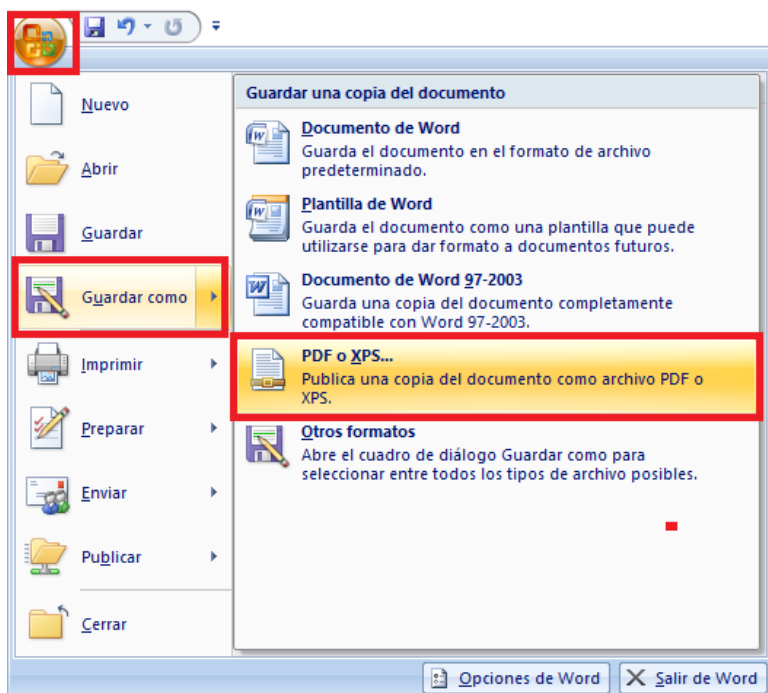 Nuevo
Abrir
Guardar
Guardar como
Imprimir
Preparar
Enviar
Publicar
Cerrar
Guardar una copia del documento
Documento de Word
Guarda el documento en el formato de archivo
predeterminado.
Plantilla de Word
Guarda el documento como una plantilla que puede
utilizarse para dar formato a documentos futuros.
Documento de Word 97-2003
Guarda una copia del documento completamente
compatible con Word 97-2003.
PDF o XPS...
Publica una copia del documento como archivo PDF o
XPS.
Otros formatos
Abre el cuadro de diálogo Guardar como para
seleccionar entre todos los tipos de archivo posibles.
Opciones de Word
Salir de Word